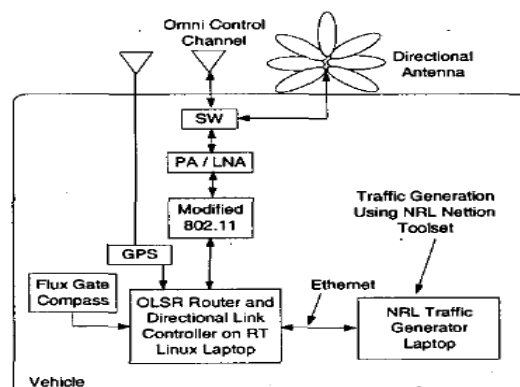 Omni Control
Channel
Directional
Antenna
SW
PA / LNA
Modified
802.11
GPS
Traffic Generation
Using NRL Nettion
Toolset
Flux Gate
Compass
OLSR Router and
Directional Link
Controller on RT
Linux Laptop
Ethernet
NRL Traffic
Generator
Laptop
Vehicle